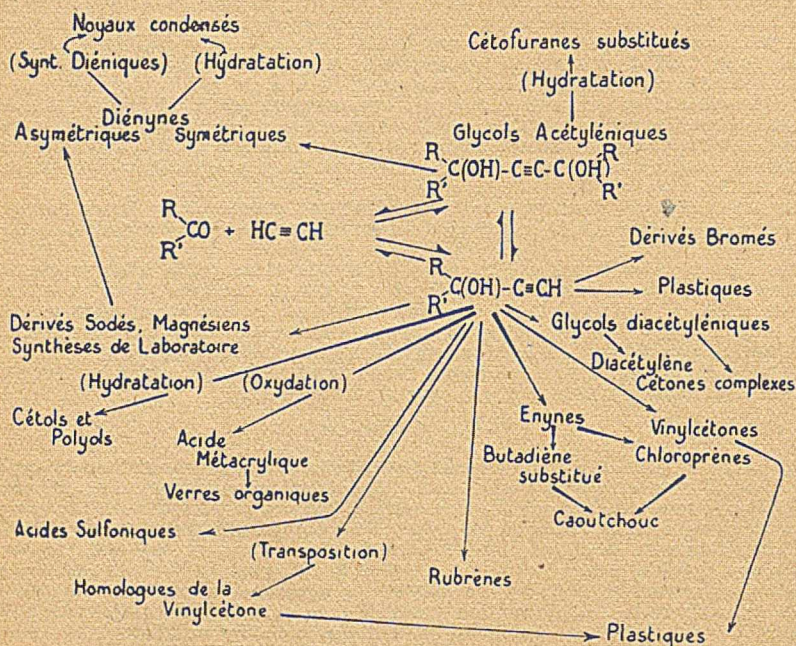 Noyaux condensés
(Synt. Diéniques) (Hydratation)
Diénynes
Asymétriques Symétriques
Cétofuranes substitués
(Hydratation)
Glycols Acétyléniques
R
R'
C(OH)-C≡C-C(OH)
R
R'
R
R'
CO + HC≡CH
R
R'
C(OH)-C≡CH
Dérivés Bromés
Plastiques
Glycols diacétyléniques
Diacétylène
Cétones complexes
Dérivés Sodés, Magnésiens
Synthèses de Laboratoire
(Hydratation) (Oxydation)
Cétols et
Polyols
Acide
Métacrylique
Verres organiques
Enynes
Butadiène
substitué
Vinylcétones
Chloroprènes
Caoutchouc
Acides Sulfoniques
(Transposition)
Homologues de la
Vinylcétone
Rubrènes
Plastiques